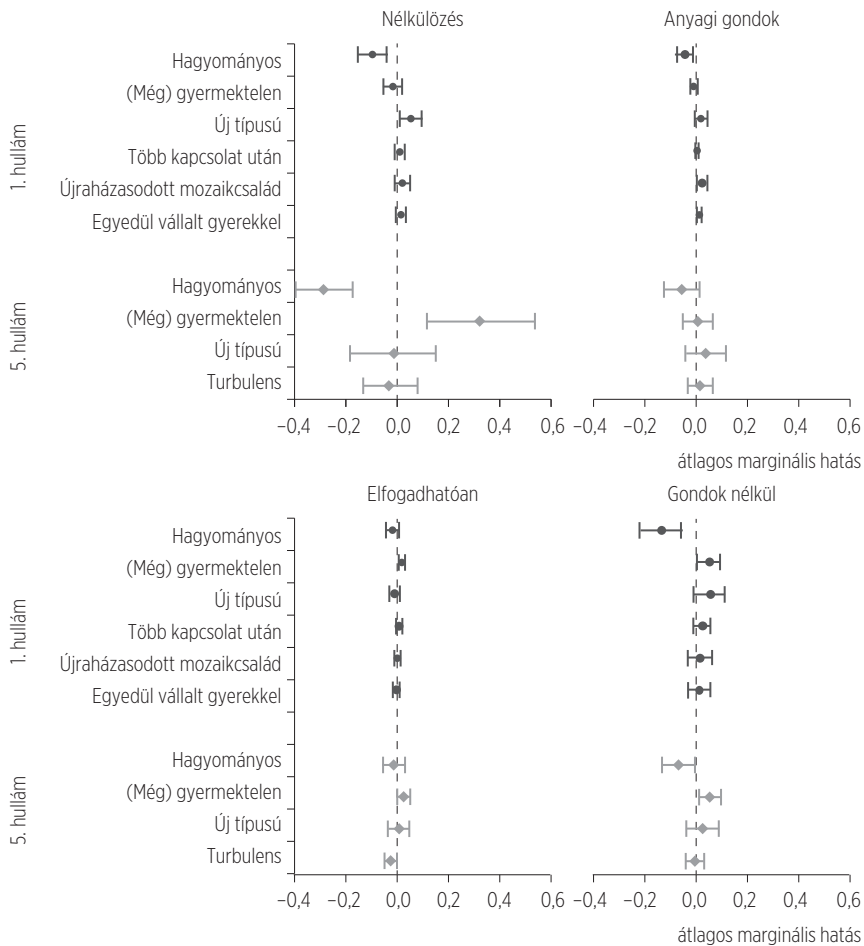 Nélkülözés
Anyagi gondok
1. hullám
Hagyományos
(Még) gyermektelen
Új típusú
Több kapcsolat után
Újraházasodott mozaikcsalád
Egyedül vállalt gyerekkel
5. hullám
Hagyományos
(Még) gyermektelen
Új típusú
Turbulens
−0,4 −0,2 0,0 0,2 0,4 0,6
−0,4 −0,2 0,0 0,2 0,4 0,6
átlagos marginális hatás
Elfogadhatóan
Gondok nélkül
1. hullám
Hagyományos
(Még) gyermektelen
Új típusú
Több kapcsolat után
Újraházasodott mozaikcsalád
Egyedül vállalt gyerekkel
5. hullám
Hagyományos
(Még) gyermektelen
Új típusú
Turbulens
−0,4 −0,2 0,0 0,2 0,4 0,6
−0,4 −0,2 0,0 0,2 0,4 0,6
átlagos marginális hatás